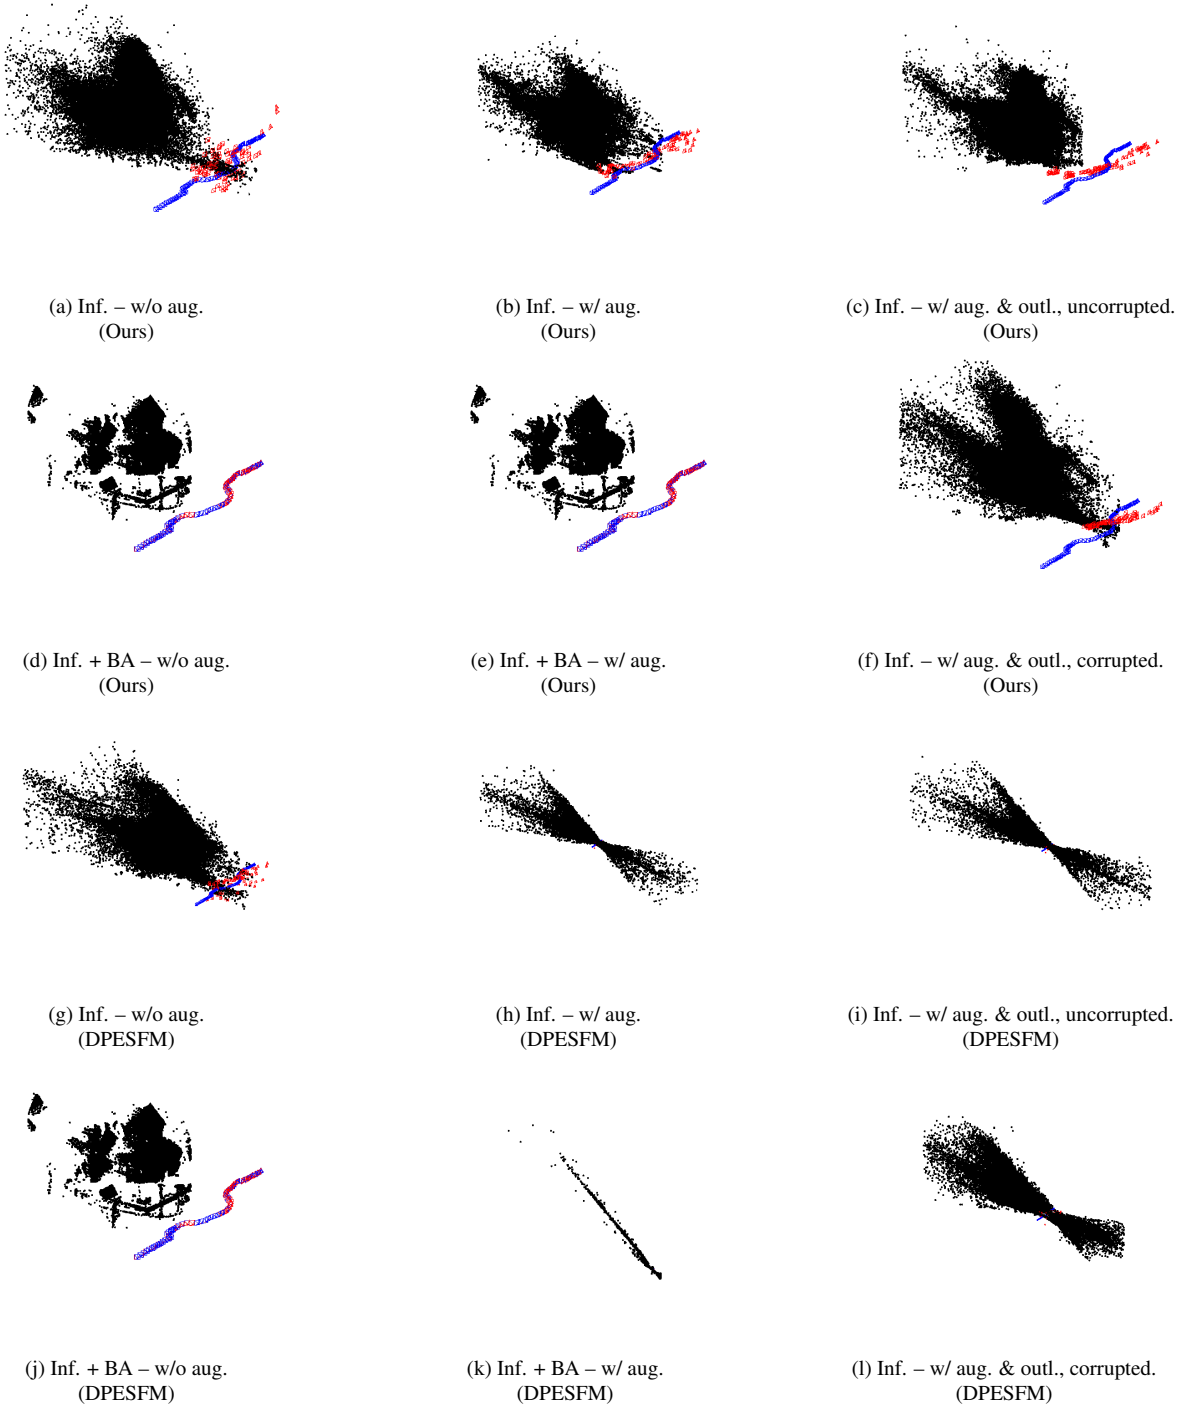 (a) Inf. – w/o aug.
(Ours)
(b) Inf. – w/ aug.
(Ours)
(c) Inf. – w/ aug. & outl., uncorrupted.
(Ours)
(d) Inf. + BA – w/o aug.
(Ours)
(e) Inf. + BA – w/ aug.
(Ours)
(f) Inf. – w/ aug. & outl., corrupted.
(Ours)
(g) Inf. – w/o aug.
(DPESFM)
(h) Inf. – w/ aug.
(DPESFM)
(i) Inf. – w/ aug. & outl., uncorrupted.
(DPESFM)
(j) Inf. + BA – w/o aug.
(DPESFM)
(k) Inf. + BA – w/ aug.
(DPESFM)
(l) Inf. – w/ aug. & outl., corrupted.
(DPESFM)